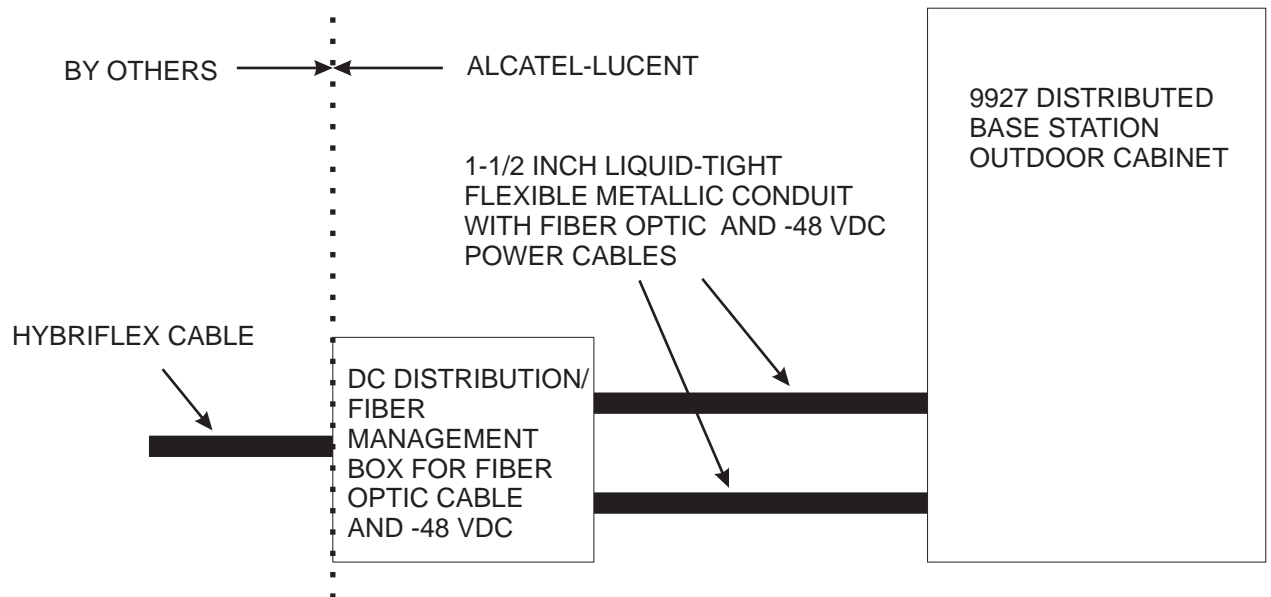 BY OTHERS
ALCATEL-LUCENT
9927 DISTRIBUTED
BASE STATION
OUTDOOR CABINET
1-1/2 INCH LIQUID-TIGHT
FLEXIBLE METALLIC CONDUIT
WITH FIBER OPTIC AND -48 VDC
POWER CABLES
HYBRIFLEX CABLE
DC DISTRIBUTION/
FIBER
MANAGEMENT
BOX FOR FIBER
OPTIC CABLE
AND -48 VDC